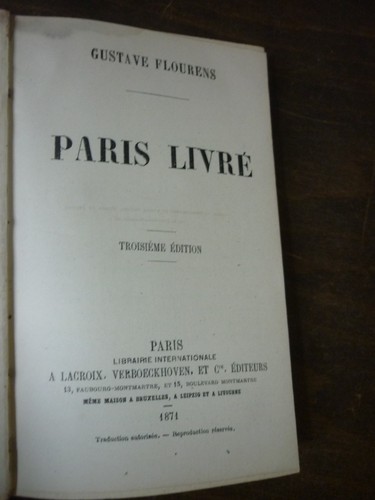 GUSTAVE FLOURENS
PARIS LIVRÉ
TROISIÈME ÉDITION
PARIS
LIBRAIRIE INTERNATIONALE
A LACROIX, VERBOECKHOVEN, ET Cie, ÉDITEURS
13, FAUBOURG-MONTMARTRE, ET 15, BOULEVARD MONTMARTRE
MÊME MAISON A BRUXELLES, A LEIPZIG ET A LIVOURNE
1871
Traduction autorisée. — Reproduction réservée.